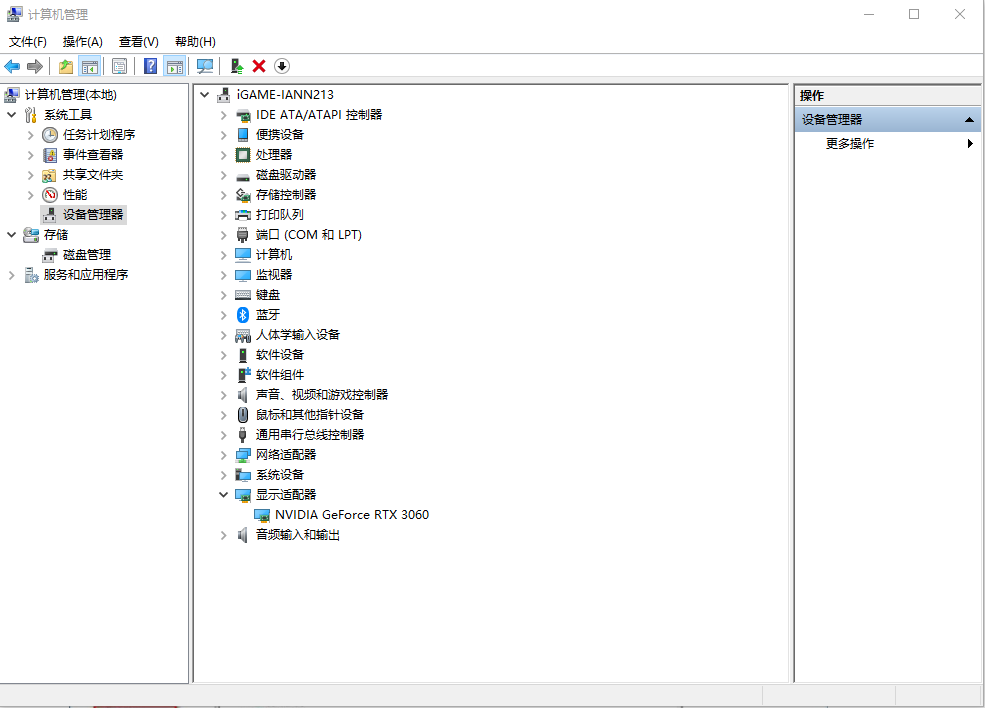 计算机管理
文件(F) 操作(A) 查看(V) 帮助(H)
计算机管理(本地)
系统工具
任务计划程序
事件查看器
共享文件夹
性能
设备管理器
存储
磁盘管理
服务和应用程序
iGAME-IANN213
IDE ATA/ATAPI 控制器
便携设备
处理器
磁盘驱动器
存储控制器
打印队列
端口 (COM 和 LPT)
计算机
监视器
键盘
蓝牙
人体学输入设备
软件设备
软件组件
声音、视频和游戏控制器
鼠标和其他指针设备
通用串行总线控制器
网络适配器
系统设备
显示适配器
NVIDIA GeForce RTX 3060
音频输入和输出
操作
设备管理器
更多操作